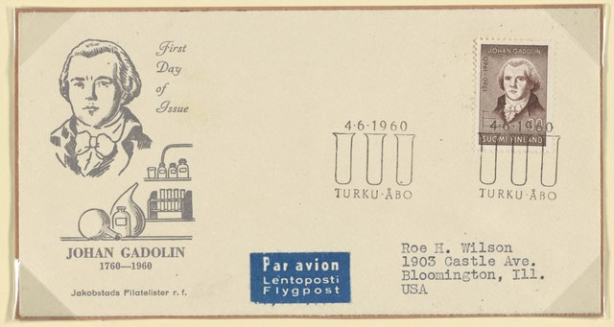 First
Day
of
Issue
JOHAN GADOLIN
1760—1960
Jakobstads Filatelister r. f.
Par avion
Lentoposti
Flygpost
4·6·1960
TURKU·ÅBO
JOHAN GADOLIN
1760-1960
SUOMI FINLAND
4·6·1960
TURKU·ÅBO
Roe H. Wilson
1903 Castle Ave.
Bloomington, Ill.
USA